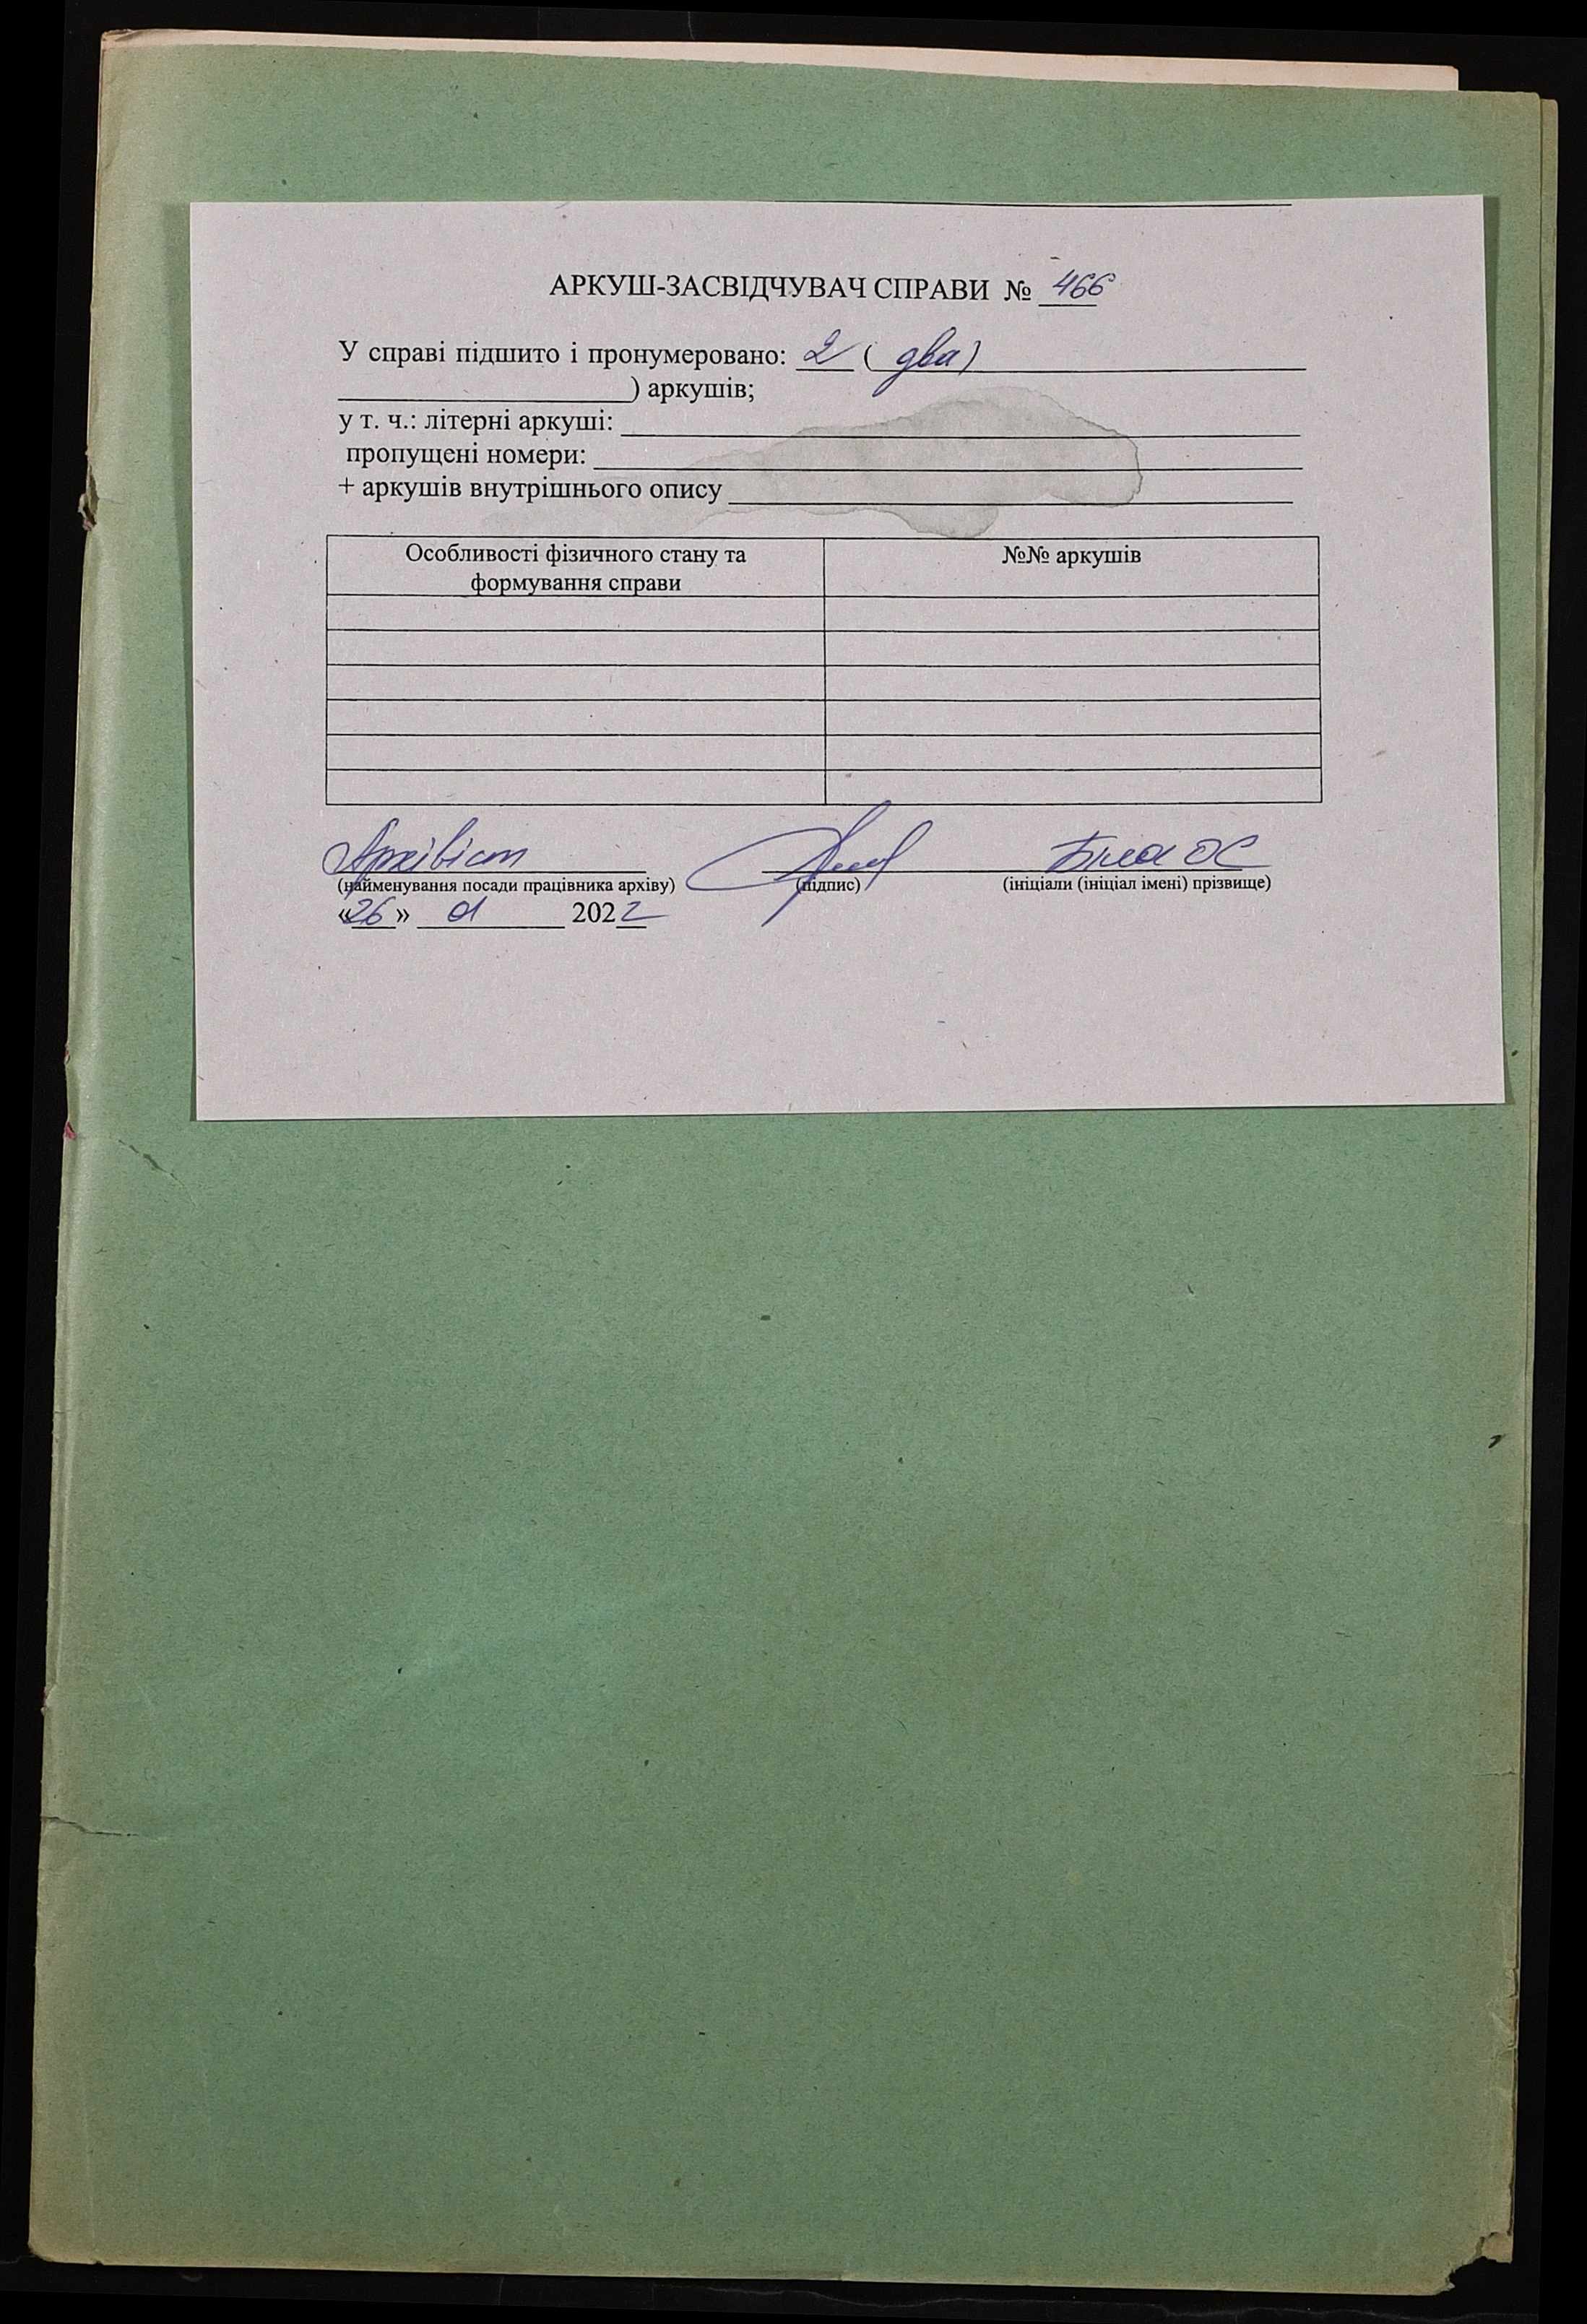 АРКУШ-ЗАСВІДЧУВАЧ СПРАВИ № 466
У справі підшито і пронумеровано: 2 ( два)
) аркушів;
у т. ч.: літерні аркуші:
пропущені номери:
+ аркушів внутрішнього опису
Особливості фізичного стану та формування справи
№№ аркушів
Архівіст Біла ОС
(найменування посади працівника архіву) (підпис) (ініціали (ініціал імені) прізвище)
«26» 01 2022